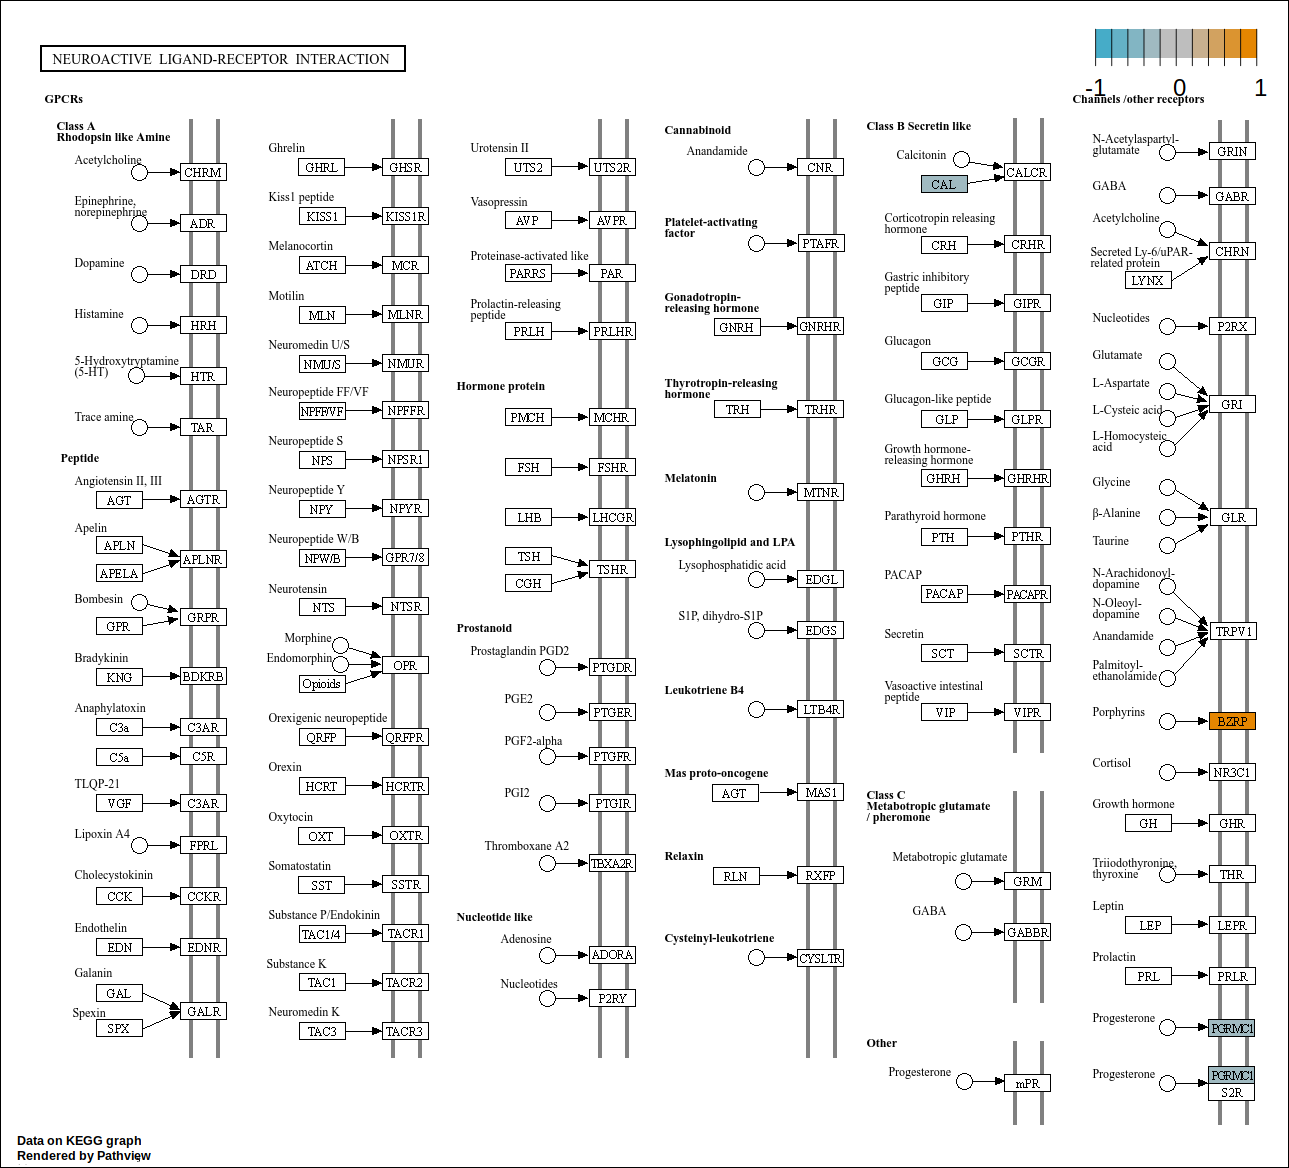 NEUROACTIVE LIGAND-RECEPTOR INTERACTION
-1
0
1
GPCRs
Class A
Rhodopsin like Amine
Acetylcholine
CHRM
Epinephrine,
norepinephrine
ADR
Dopamine
DRD
Histamine
HRH
5-Hydroxytryptamine
(5-HT)
HTR
Trace amine
TAR
Peptide
Angiotensin II, III
AGT
AGTR
Apelin
APLN
APELA
APLNR
Bombesin
GPR
GRPR
Bradykinin
KNG
BDKRB
Anaphylatoxin
C3a
C3AR
C5a
C5R
TLQP-21
VGF
C3AR
Lipoxin A4
FPRL
Cholecystokinin
CCK
CCKR
Endothelin
EDN
EDNR
Galanin
GAL
GALR
Spexin
SPX
Ghrelin
GHRL
GHSR
Kiss1 peptide
KISS1
KISS1R
Melanocortin
ATCH
MCR
Motilin
MLN
MLNR
Neuromedin U/S
NMU/S
NMUR
Neuropeptide FF/VF
NPFF/VF
NPFFR
Neuropeptide S
NPS
NPSR1
Neuropeptide Y
NPY
NPYR
Neuropeptide W/B
NPW/B
GPR7/8
Neurotensin
NTS
NTSR
Morphine
Endomorphin
Opioids
OPR
Orexigenic neuropeptide
QRFP
QRFPR
Orexin
HCRT
HCRTR
Oxytocin
OXT
OXTR
Somatostatin
SST
SSTR
Substance P/Endokinin
TAC1/4
TACR1
Substance K
TAC1
TACR2
Neuromedin K
TAC3
TACR3
Urotensin II
UTS2
UTS2R
Vasopressin
AVP
AVPR
Proteinase-activated like
PARRS
PAR
Prolactin-releasing
peptide
PRLH
PRLHR
Hormone protein
PMCH
MCHR
FSH
FSHR
LHB
LHCGR
TSH
CGH
TSHR
Prostanoid
Prostaglandin PGD2
PTGDR
PGE2
PTGER
PGF2-alpha
PTGFR
PGI2
PTGIR
Thromboxane A2
TBXA2R
Nucleotide like
Adenosine
ADORA
Nucleotides
P2RY
Cannabinoid
Anandamide
CNR
Platelet-activating
factor
PTAFR
Gonadotropin-
releasing hormone
GNRH
GNRHR
Thyrotropin-releasing
hormone
TRH
TRHR
Melatonin
MTNR
Lysophingolipid and LPA
Lysophosphatidic acid
EDGL
S1P, dihydro-S1P
EDGS
Leukotriene B4
LTB4R
Mas proto-oncogene
AGT
MAS1
Relaxin
RLN
RXFP
Cysteinyl-leukotriene
CYSLTR
Class B Secretin like
Calcitonin
CAL
CALCR
Corticotropin releasing
hormone
CRH
CRHR
Gastric inhibitory
peptide
GIP
GIPR
Glucagon
GCG
GCGR
Glucagon-like peptide
GLP
GLPR
Growth hormone-
releasing hormone
GHRH
GHRHR
Parathyroid hormone
PTH
PTHR
PACAP
PACAP
PACAPR
Secretin
SCT
SCTR
Vasoactive intestinal
peptide
VIP
VIPR
Class C
Metabotropic glutamate
/ pheromone
Metabotropic glutamate
GRM
GABA
GABBR
Other
Progesterone
mPR
Channels /other receptors
N-Acetylaspartyl-
glutamate
GRIN
GABA
GABR
Acetylcholine
CHRN
Secreted Ly-6/uPAR-
related protein
LYNX
Nucleotides
P2RX
Glutamate
L-Aspartate
L-Cysteic acid
L-Homocysteic
acid
GRI
Glycine
β-Alanine
Taurine
GLR
N-Arachidonoyl-
dopamine
N-Oleoyl-
dopamine
Anandamide
Palmitoyl-
ethanolamide
TRPV1
Porphyrins
BZRP
Cortisol
NR3C1
Growth hormone
GH
GHR
Triiodothyronine,
thyroxine
THR
Leptin
LEP
LEPR
Prolactin
PRL
PRLR
Progesterone
PGRMC1
Progesterone
PGRMC1
S2R
Data on KEGG graph
Rendered by Pathview